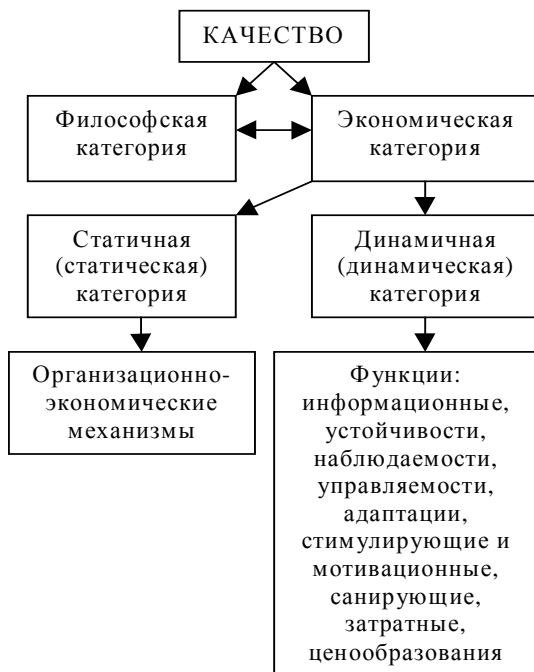 КАЧЕСТВО
Философская
категория
Экономическая
категория
Статичная
(статическая)
категория
Динамичная
(динамическая)
категория
Организационно-
экономические
механизмы
Функции:
информационные,
устойчивости,
наблюдаемости,
управляемости,
адаптации,
стимулирующие и
мотивационные,
санирующие,
затратные,
ценообразования